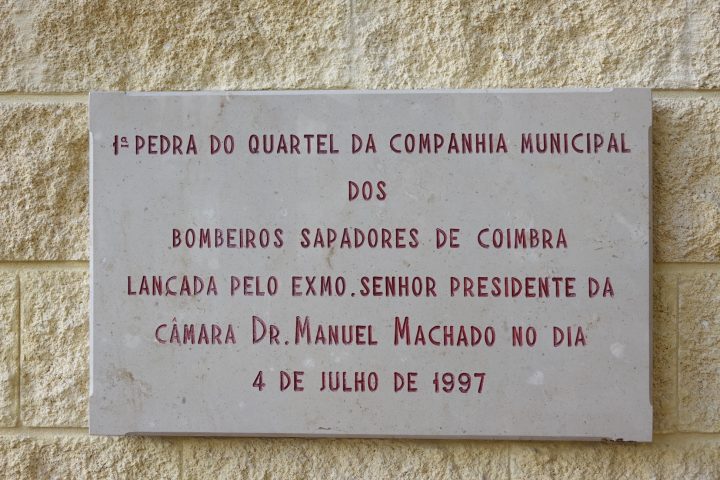 1ª PEDRA DO QUARTEL DA COMPANHIA MUNICIPAL
DOS
BOMBEIROS SAPADORES DE COIMBRA
LANÇADA PELO EXMO. SENHOR PRESIDENTE DA
CÂMARA DR. MANUEL MACHADO NO DIA
4 DE JULHO DE 1997